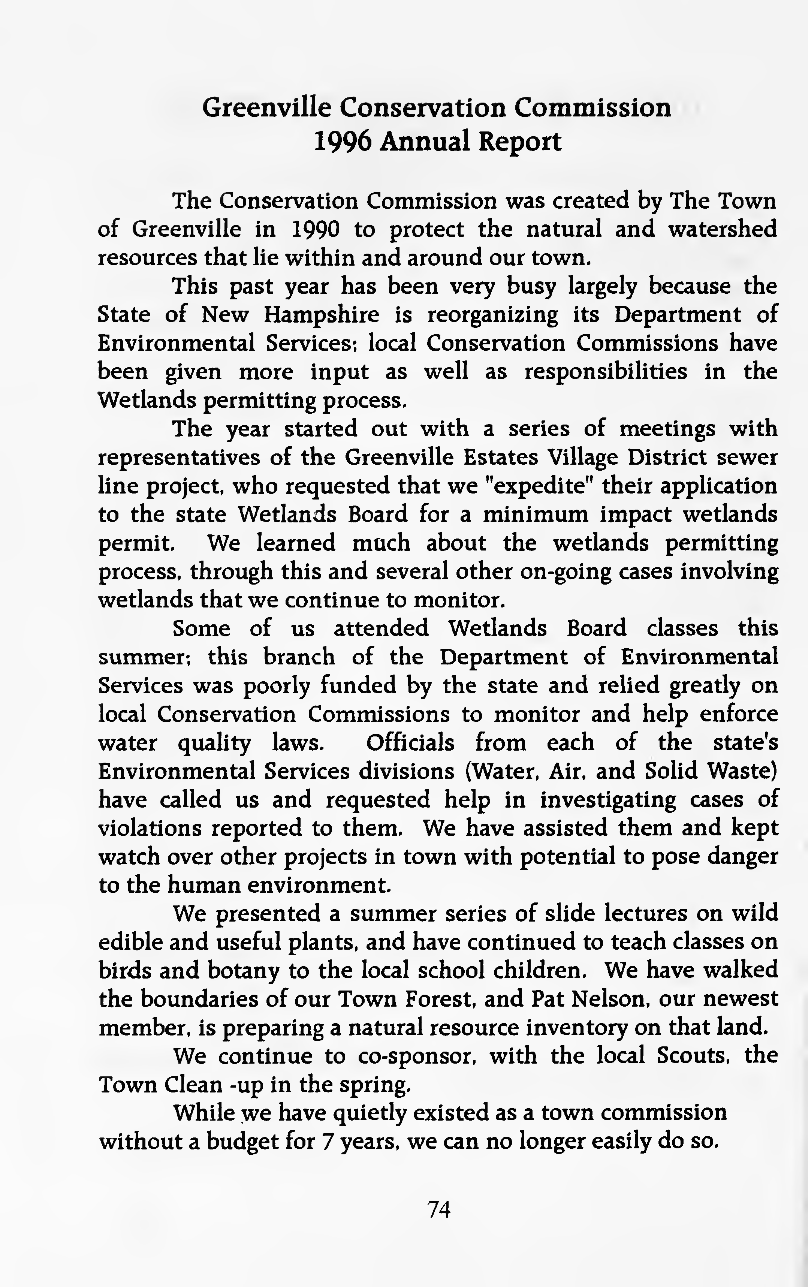 Greenville Conservation Commission
1996 Annual Report
The Conservation Commission was created by The Town
of Greenville in 1990 to protect the natural and watershed
resources that lie within and around our town.
This past year has been very busy largely because the
State of New Hampshire is reorganizing its Department of
Environmental Services; local Conservation Commissions have
been given more input as well as responsibilities in the
Wetlands permitting process.
The year started out with a series of meetings with
representatives of the Greenville Estates Village District sewer
line project, who requested that we "expedite" their application
to the state Wetlands Board for a minimum impact wetlands
permit. We learned much about the wetlands permitting
process, through this and several other on-going cases involving
wetlands that we continue to monitor.
Some of us attended Wetlands Board classes this
summer; this branch of the Department of Environmental
Services was poorly funded by the state and relied greatly on
local Conservation Commissions to monitor and help enforce
water quality laws. Officials from each of the state's
Environmental Services divisions (Water, Air, and Solid Waste)
have called us and requested help in investigating cases of
violations reported to them. We have assisted them and kept
watch over other projects in town with potential to pose danger
to the human environment.
We presented a summer series of slide lectures on wild
edible and useful plants, and have continued to teach classes on
birds and botany to the local school children. We have walked
the boundaries of our Town Forest, and Pat Nelson, our newest
member, is preparing a natural resource inventory on that land.
We continue to co-sponsor, with the local Scouts, the
Town Clean -up in the spring.
While we have quietly existed as a town commission
without a budget for 7 years, we can no longer easily do so.
74